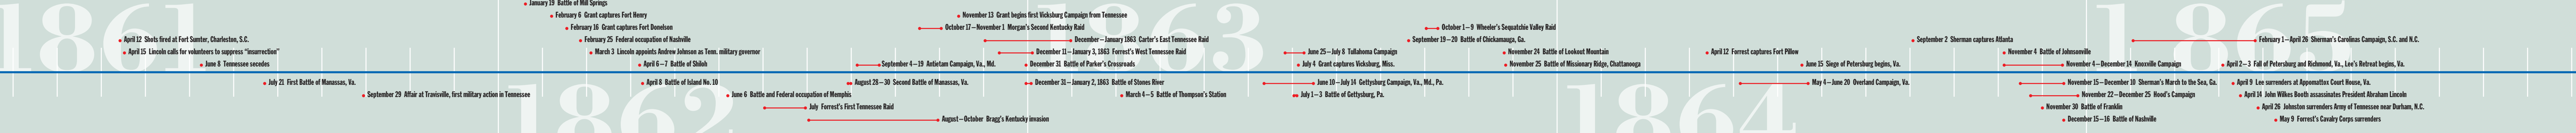 1861
April 12 Shots fired at Fort Sumter, Charleston, S.C.
April 15 Lincoln calls for volunteers to suppress “insurrection”
June 8 Tennessee secedes
July 21 First Battle of Manassas, Va.
September 29 Affair at Travisville, first military action in Tennessee
1862
January 19 Battle of Mill Springs
February 6 Grant captures Fort Henry
February 16 Grant captures Fort Donelson
February 25 Federal occupation of Nashville
March 3 Lincoln appoints Andrew Johnson as Tenn. military governor
April 6–7 Battle of Shiloh
April 8 Battle of Island No. 10
June 6 Battle and Federal occupation of Memphis
July Forrest’s First Tennessee Raid
August–October Bragg’s Kentucky invasion
August 28–30 Second Battle of Manassas, Va.
September 4–19 Antietam Campaign, Va., Md.
October 17–November 1 Morgan’s Second Kentucky Raid
November 13 Grant begins first Vicksburg Campaign from Tennessee
December–January 1863 Carter’s East Tennessee Raid
December 11–January 3, 1863 Forrest’s West Tennessee Raid
December 31 Battle of Parker’s Crossroads
December 31–January 2, 1863 Battle of Stones River
1863
March 4–5 Battle of Thompson’s Station
June 25–July 8 Tullahoma Campaign
July 4 Grant captures Vicksburg, Miss.
June 10–July 14 Gettysburg Campaign, Va., Md., Pa.
July 1–3 Battle of Gettysburg, Pa.
October 1–9 Wheeler’s Sequatchie Valley Raid
September 19–20 Battle of Chickamauga, Ga.
November 24 Battle of Lookout Mountain
November 25 Battle of Missionary Ridge, Chattanooga
1864
April 12 Forrest captures Fort Pillow
June 15 Siege of Petersburg begins, Va.
May 4–June 20 Overland Campaign, Va.
September 2 Sherman captures Atlanta
November 4 Battle of Johnsonville
November 4–December 14 Knoxville Campaign
November 15–December 10 Sherman’s March to the Sea, Ga.
November 22–December 25 Hood’s Campaign
November 30 Battle of Franklin
December 15–16 Battle of Nashville
1865
February 1–April 26 Sherman’s Carolinas Campaign, S.C. and N.C.
April 2–3 Fall of Petersburg and Richmond, Va., Lee’s Retreat begins, Va.
April 9 Lee surrenders at Appomattox Court House, Va.
April 14 John Wilkes Booth assassinates President Abraham Lincoln
April 26 Johnston surrenders Army of Tennessee near Durham, N.C.
May 9 Forrest’s Cavalry Corps surrenders